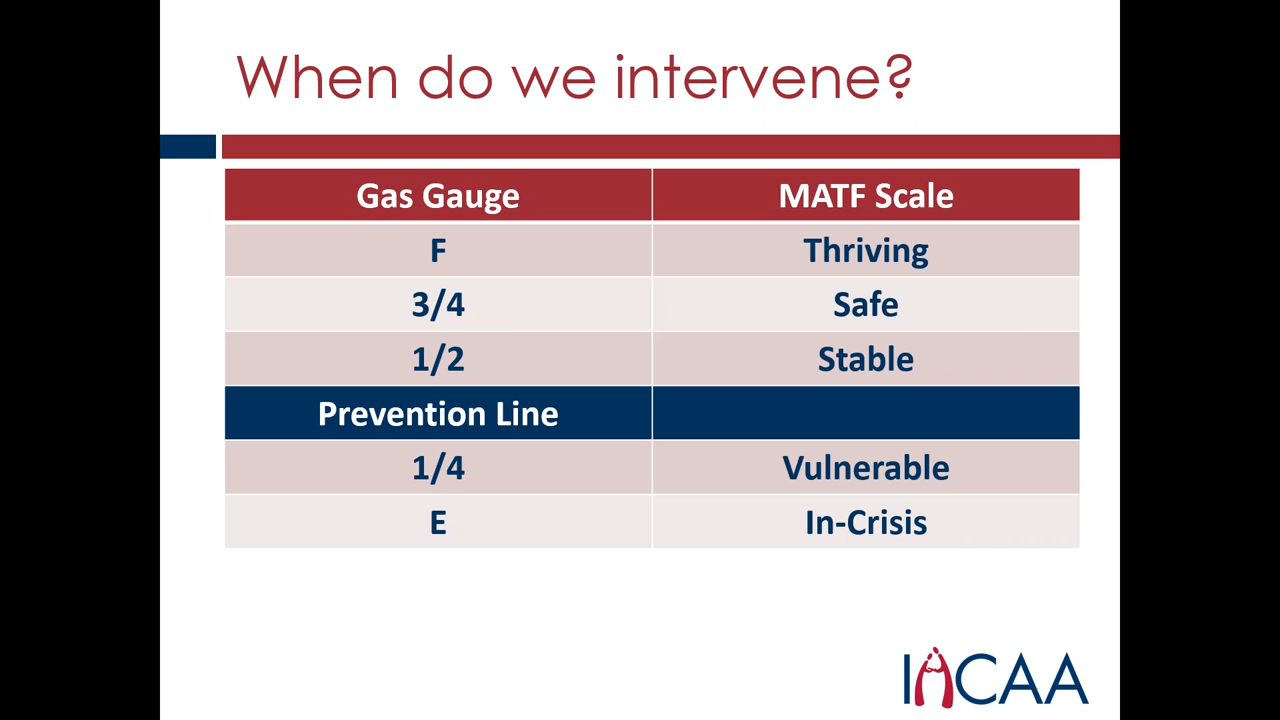 When do we intervene?
Gas Gauge MATF Scale
F Thriving
3/4 Safe
1/2 Stable
Prevention Line
1/4 Vulnerable
E In-Crisis
INCAA